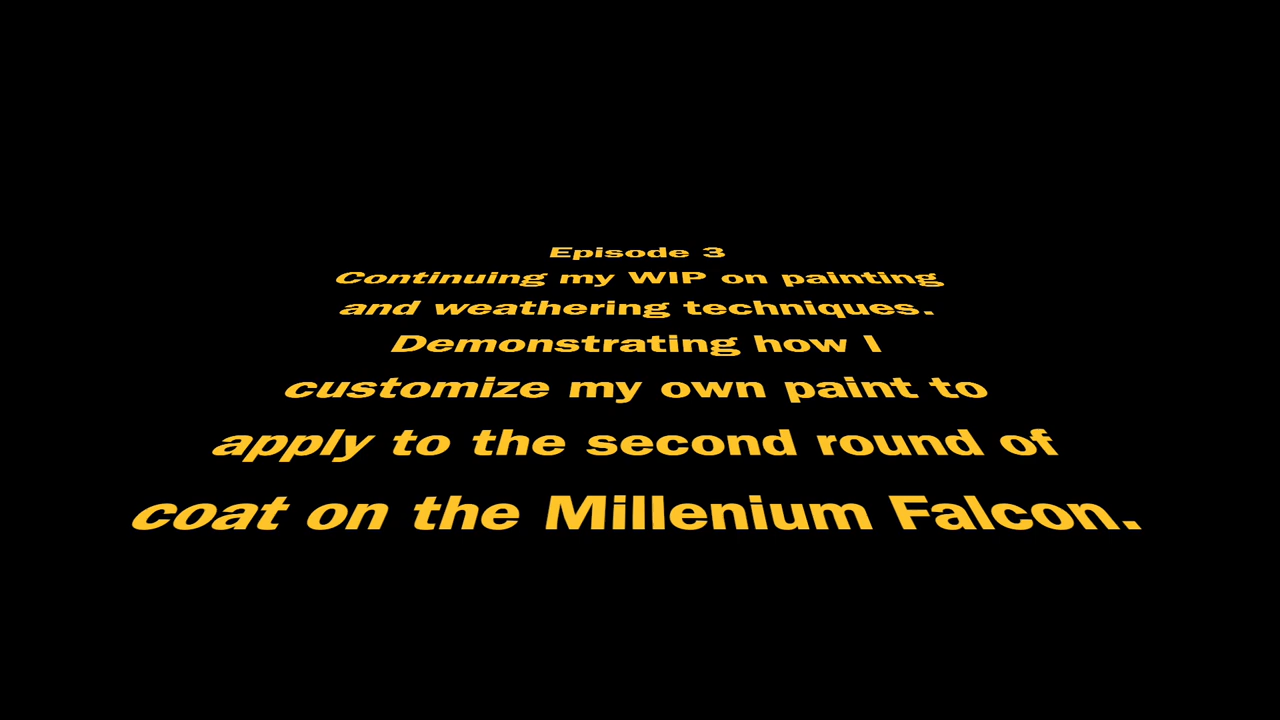 Episode 3
Continuing my WIP on painting
and weathering techniques.
Demonstrating how I
customize my own paint to
apply to the second round of
coat on the Millenium Falcon.